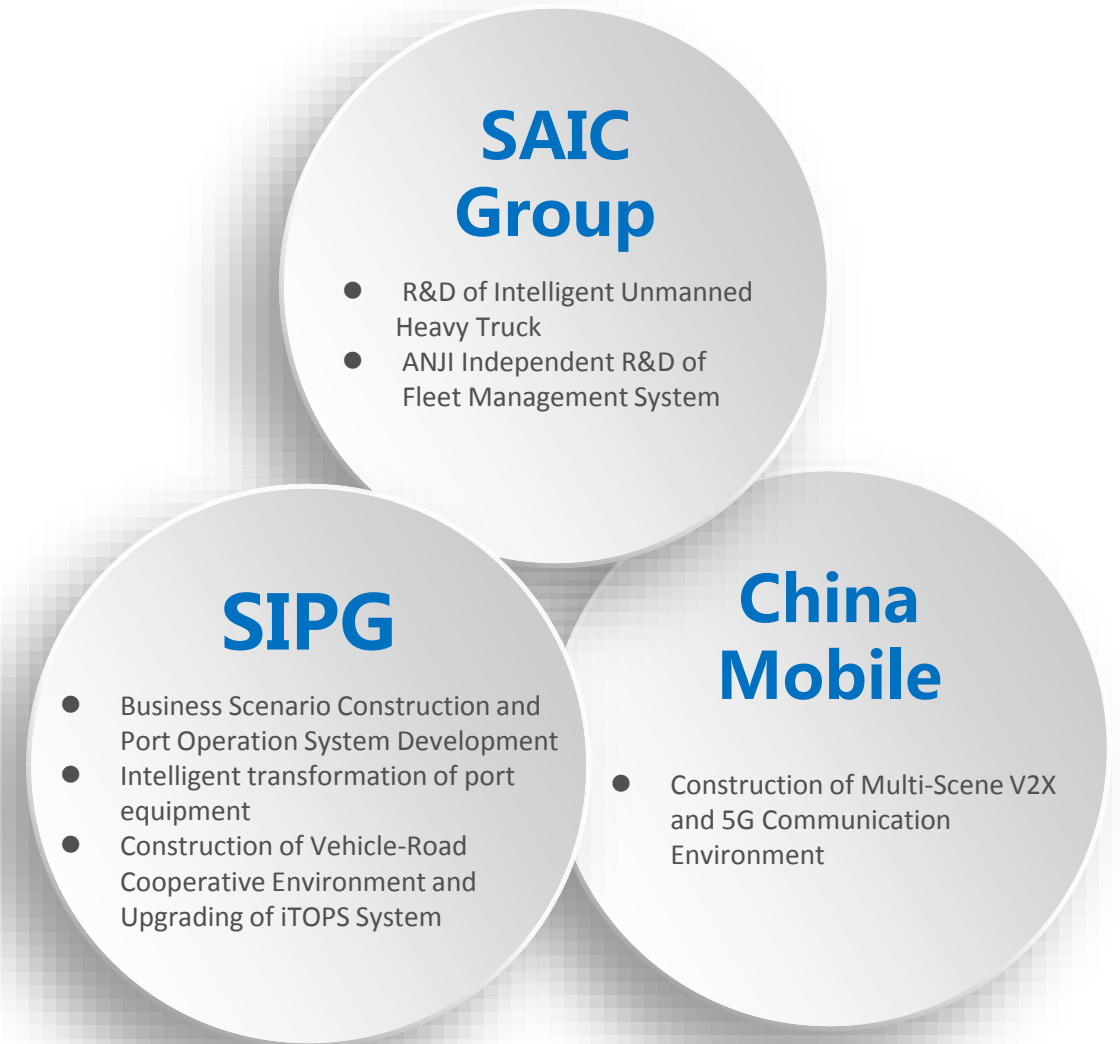 SAIC
Group
● R&D of Intelligent Unmanned
Heavy Truck
● ANJI Independent R&D of
Fleet Management System
SIPG
● Business Scenario Construction and
Port Operation System Development
● Intelligent transformation of port
equipment
● Construction of Vehicle-Road
Cooperative Environment and
Upgrading of iTOPS System
China
Mobile
● Construction of Multi-Scene V2X
and 5G Communication
Environment